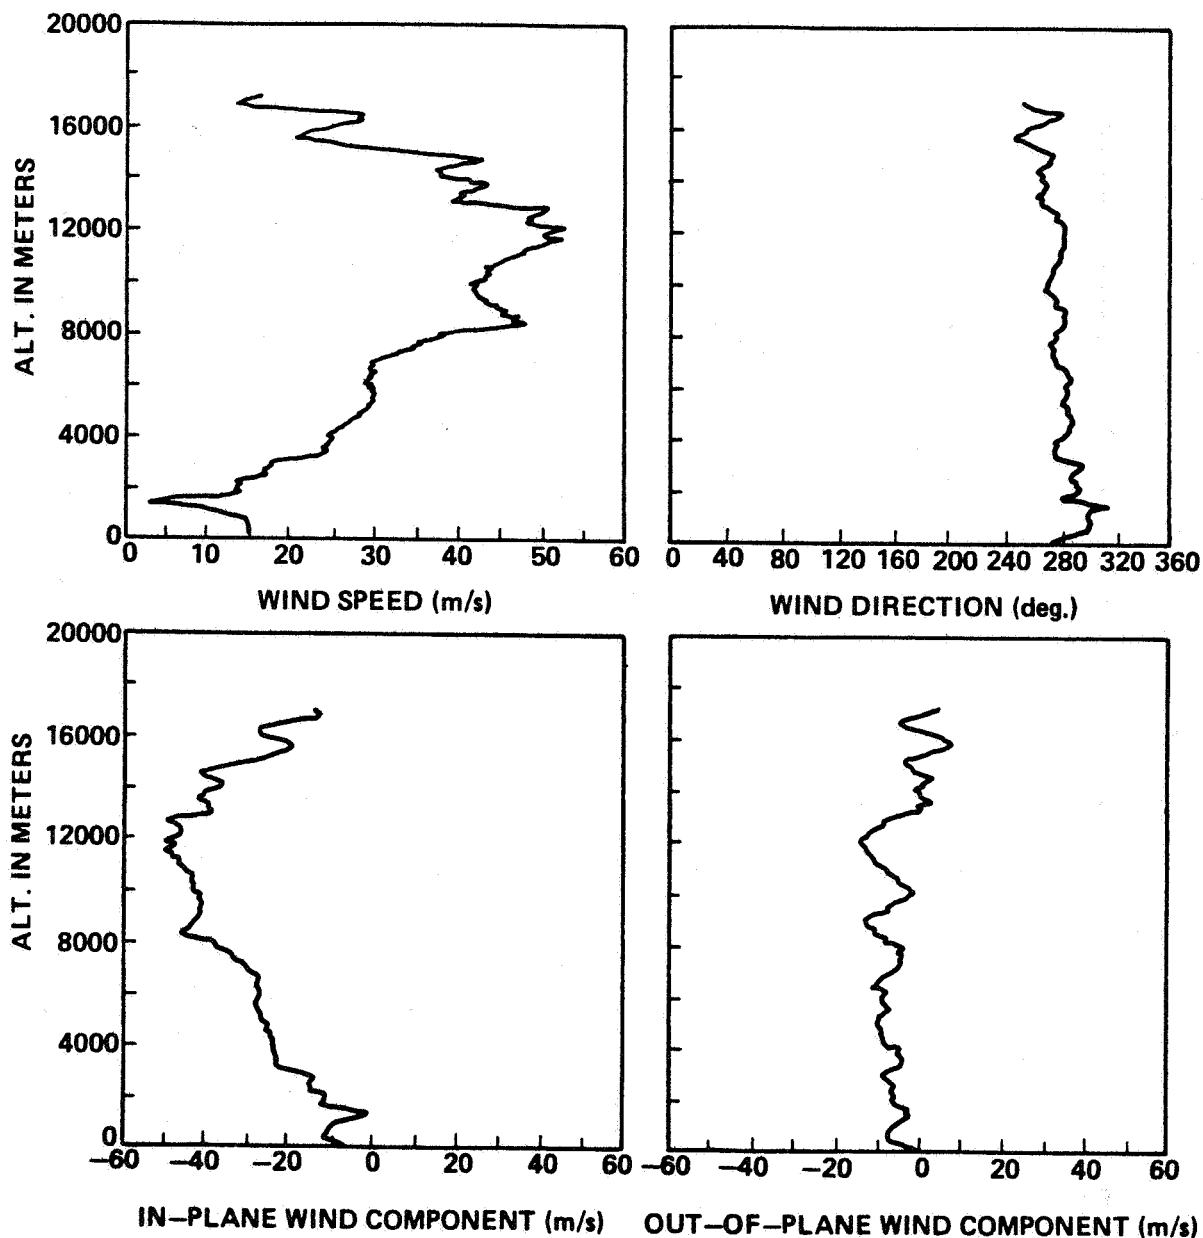 20000
16000
12000
8000
4000
0
ALT. IN METERS
0 10 20 30 40 50 60
WIND SPEED (m/s)
0 40 80 120 160 200 240 280 320 360
WIND DIRECTION (deg.)
20000
16000
12000
8000
4000
0
ALT. IN METERS
–60 –40 –20 0 20 40 60
IN–PLANE WIND COMPONENT (m/s)
–60 –40 –20 0 20 40 60
OUT–OF–PLANE WIND COMPONENT (m/s)